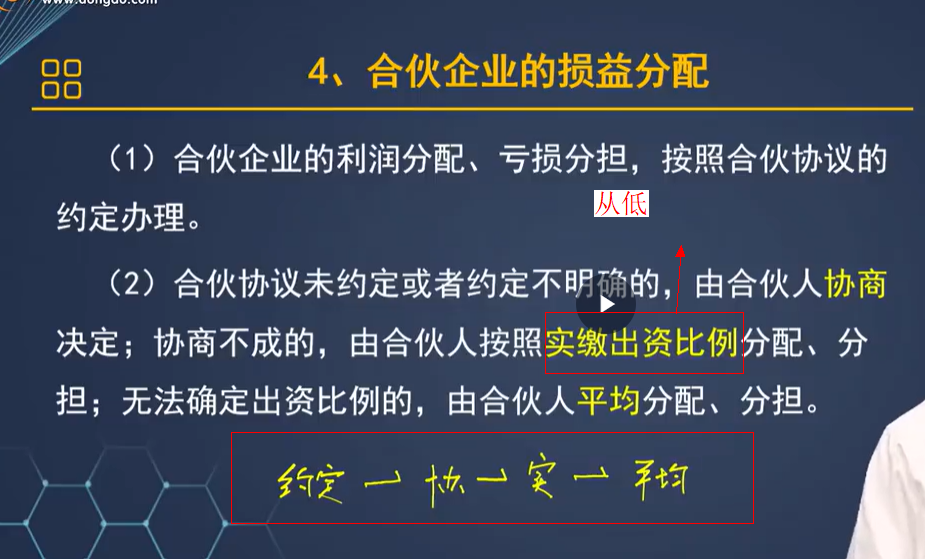 www.dongao.com
4、合伙企业的损益分配
（1）合伙企业的利润分配、亏损分担，按照合伙协议的
约定办理。
从低
（2）合伙协议未约定或者约定不明确的，由合伙人协商
决定；协商不成的，由合伙人按照实缴出资比例分配、分
担；无法确定出资比例的，由合伙人平均分配、分担。
约定 — 协 — 实 — 平均